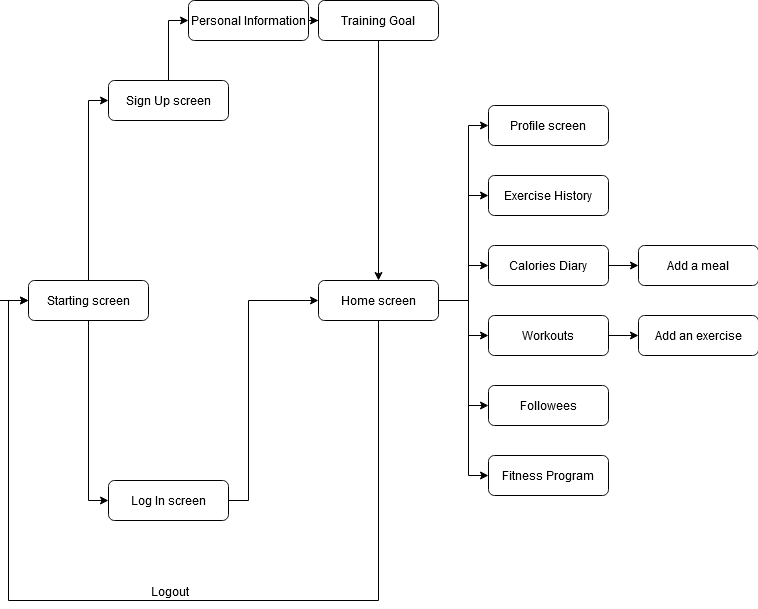 Personal Information
Training Goal
Sign Up screen
Profile screen
Exercise History
Calories Diary
Add a meal
Starting screen
Home screen
Workouts
Add an exercise
Followees
Fitness Program
Log In screen
Logout